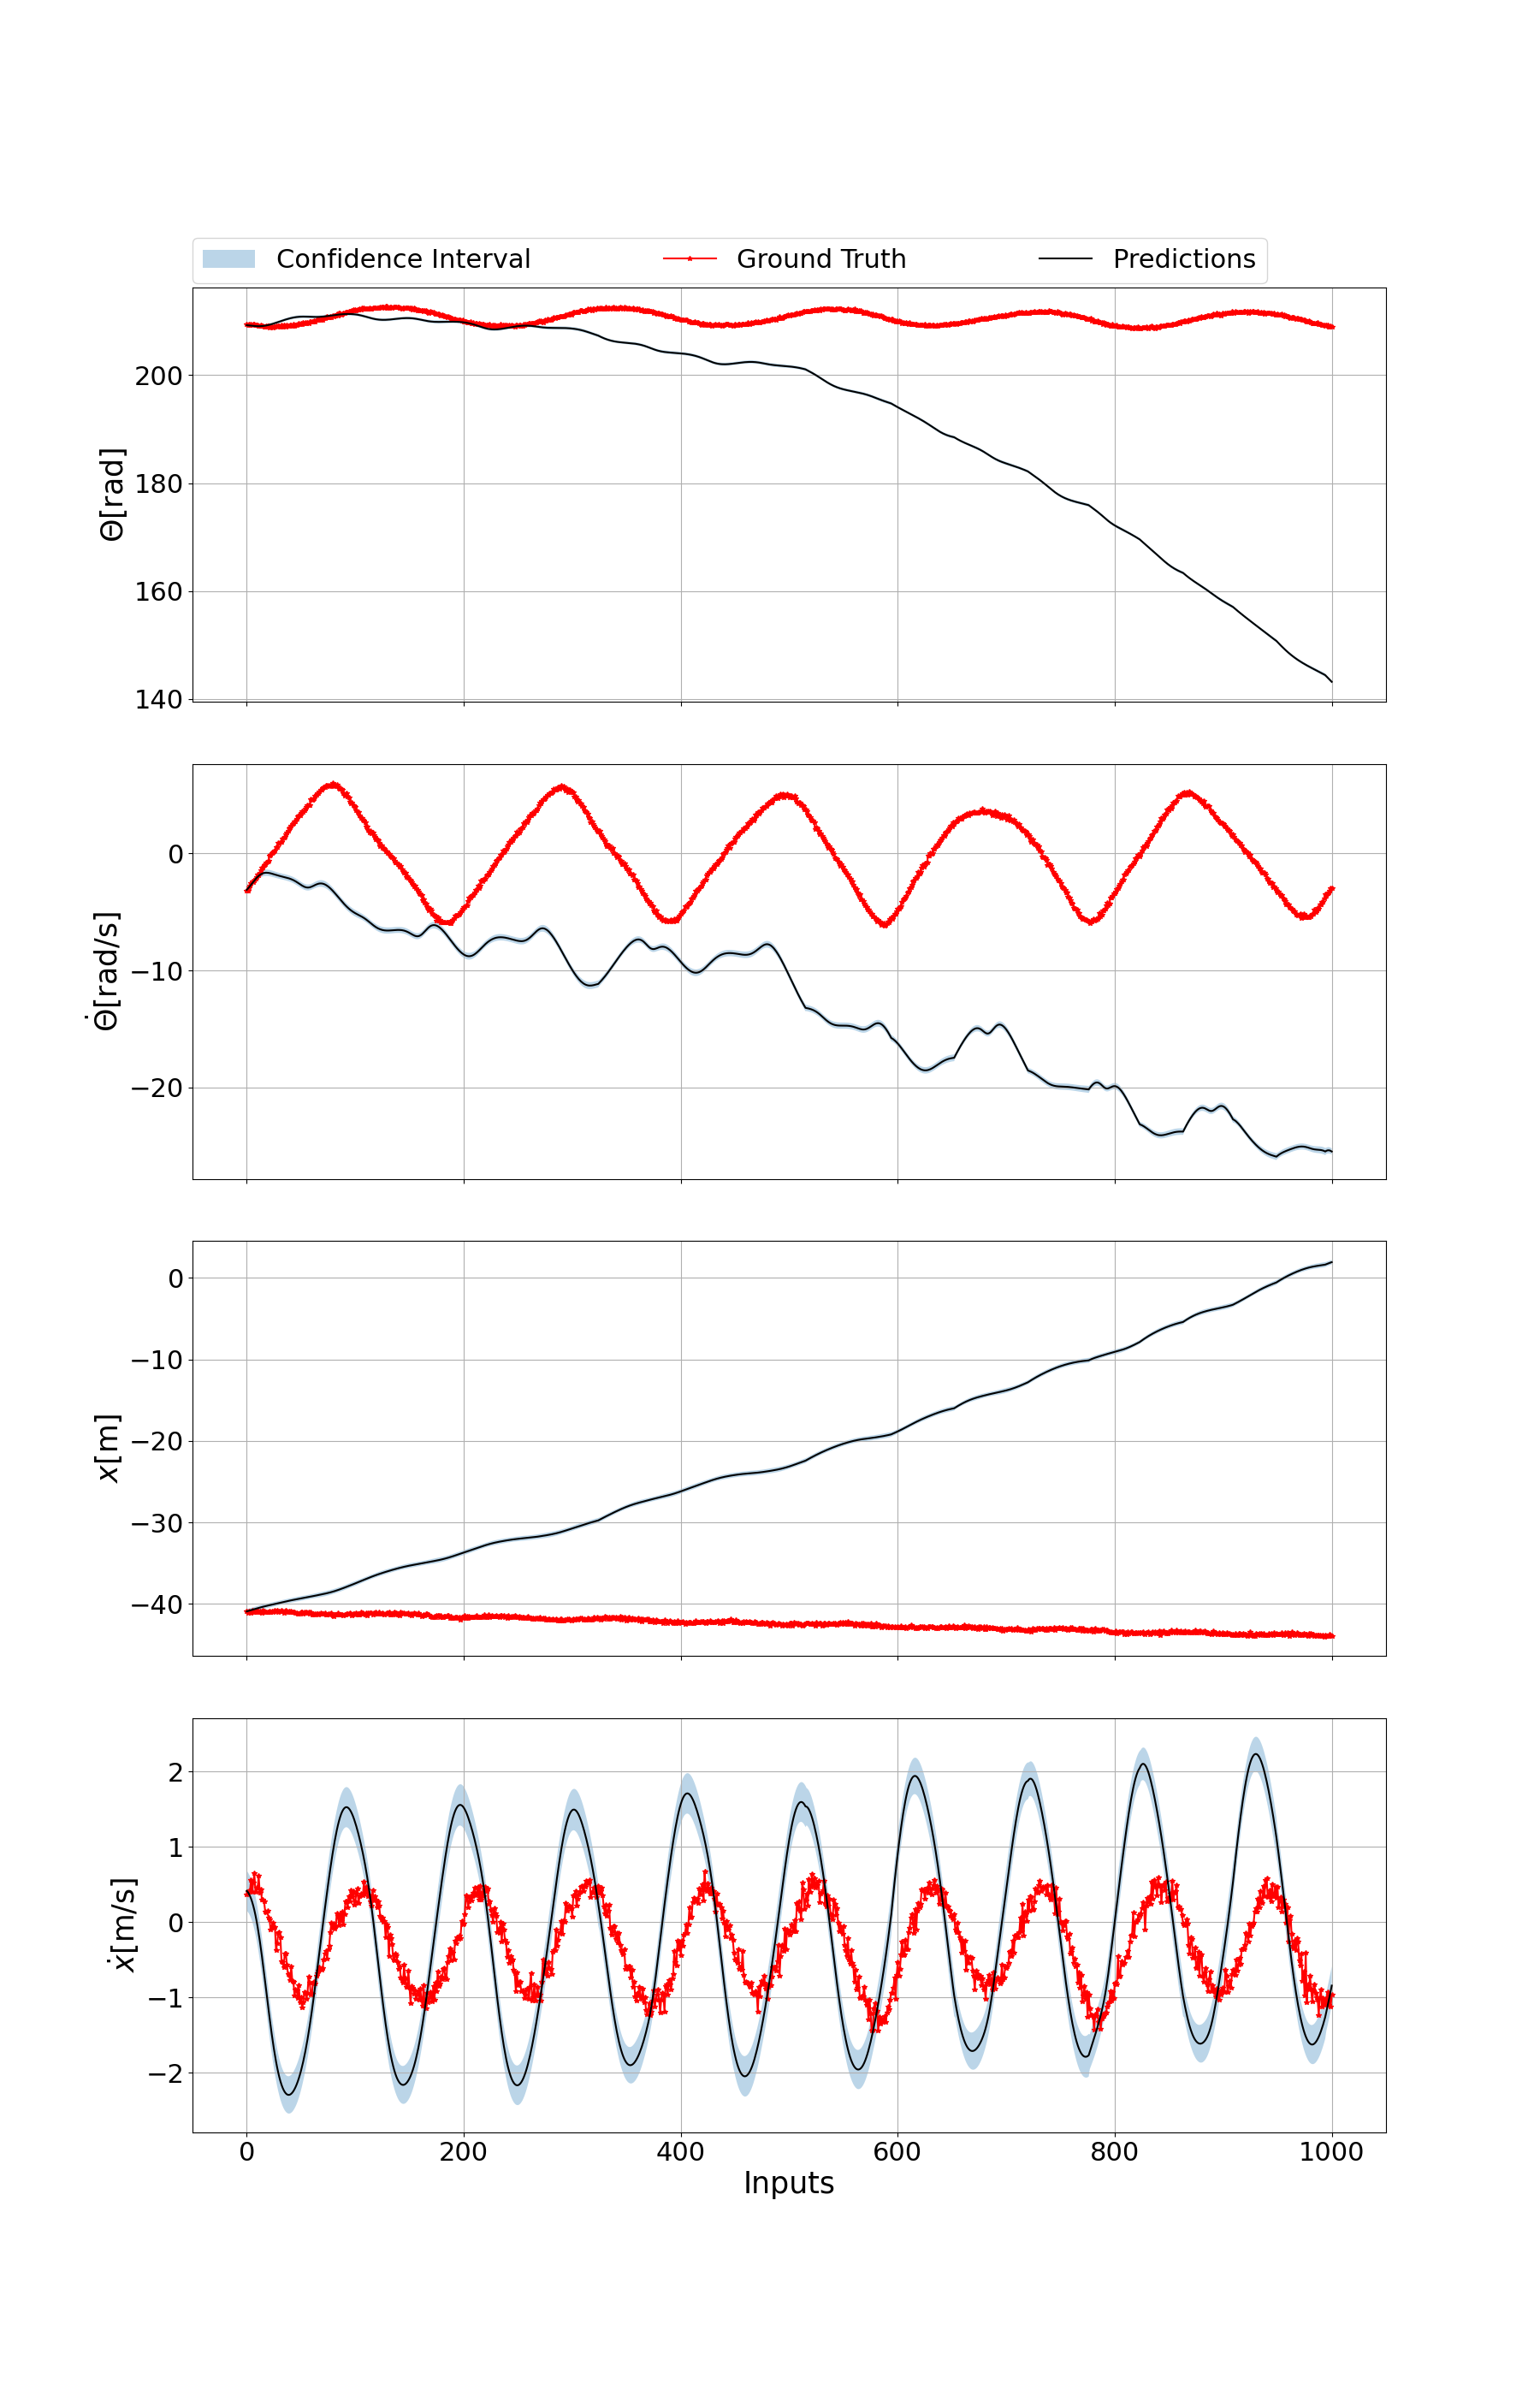 Confidence Interval Ground Truth Predictions
200
180
160
140
Θ[rad]
0
−10
−20
Θ̇[rad/s]
0
−10
−20
−30
−40
x[m]
2
1
0
−1
−2
ẋ[m/s]
0 200 400 600 800 1000
Inputs